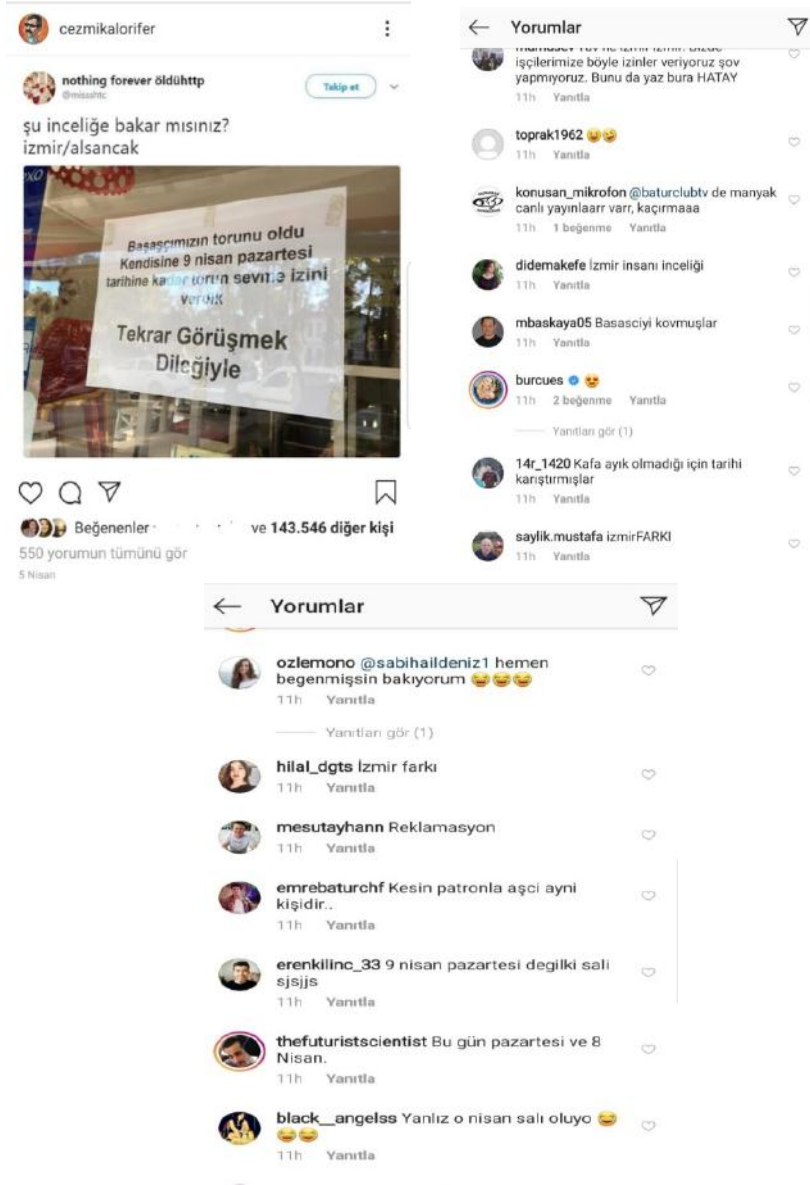 cezmikalorifer
nothing forever öldühttp
@missshtc
Takip et
şu inceliğe bakar mısınız?
izmir/alsancak
Başaşçımızın torunu oldu
Kendisine 9 nisan pazartesi
tarihine kadar torun sevme izini
verdik
Tekrar Görüşmek
Dileğiyle
Beğenenler ve 143.546 diğer kişi
550 yorumun tümünü gör
5 Nisan
Yorumlar
işçilerimize böyle izinler veriyoruz şov
yapmıyoruz. Bunu da yaz bura HATAY
11h Yanıtla
toprak1962 😄🤪
11h Yanıtla
konusan_mikrofon @baturclubtv de manyak
canlı yayınlaarr varr, kaçırmaaa
11h 1 beğenme Yanıtla
didemakefe İzmir insanı inceliği
11h Yanıtla
mbaskaya05 Basasciyi kovmuşlar
11h Yanıtla
burcues 😍
11h 2 beğenme Yanıtla
Yanıtları gör (1)
14r_1420 Kafa ayık olmadığı için tarihi
karıştırmışlar
11h Yanıtla
saylik.mustafa izmirFARKI
11h Yanıtla
Yorumlar
ozlemono @sabihaildeniz1 hemen
begenmişsin bakıyorum 😂😂😂
11h Yanıtla
Yanıtları gör (1)
hilal_dgts İzmir farkı
11h Yanıtla
mesutayhann Reklamasyon
11h Yanıtla
emrebaturchf Kesin patronla aşci ayni
kişidir..
11h Yanıtla
erenkilinc_33 9 nisan pazartesi degilki sali
sjsjjs
11h Yanıtla
thefuturistscientist Bu gün pazartesi ve 8
Nisan.
11h Yanıtla
black__angelss Yanlız o nisan salı oluyo 😂
😂😂
11h Yanıtla